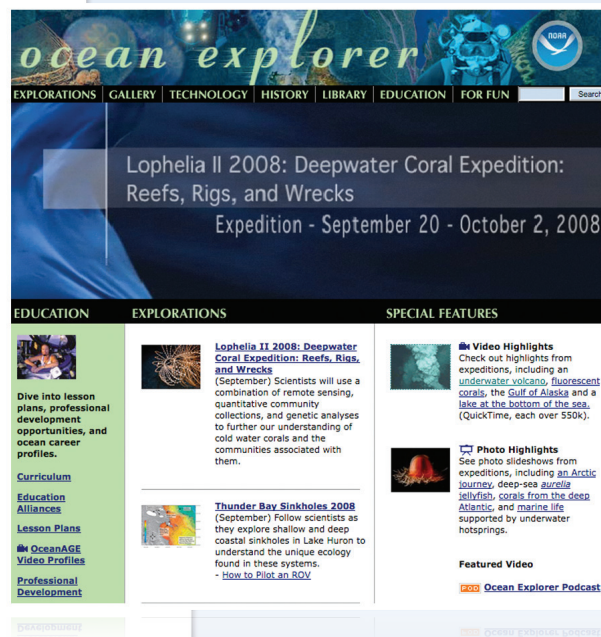 ocean explorer
NOAA
EXPLORATIONS GALLERY TECHNOLOGY HISTORY LIBRARY EDUCATION FOR FUN Search
Lophelia II 2008: Deepwater Coral Expedition:
Reefs, Rigs, and Wrecks
Expedition - September 20 - October 2, 2008
EDUCATION
Dive into lesson
plans, professional
development
opportunities, and
ocean career
profiles.
Curriculum
Education
Alliances
Lesson Plans
OceanAGE
Video Profiles
Professional
Development
EXPLORATIONS
Lophelia II 2008: Deepwater
Coral Expedition: Reefs, Rigs,
and Wrecks
(September) Scientists will use a
combination of remote sensing,
quantitative community
collections, and genetic analyses
to further our understanding of
cold water corals and the
communities associated with
them.
Thunder Bay Sinkholes 2008
(September) Follow scientists as
they explore shallow and deep
coastal sinkholes in Lake Huron to
understand the unique ecology
found in these systems.
- How to Pilot an ROV
SPECIAL FEATURES
Video Highlights
Check out highlights from
expeditions, including an
underwater volcano, fluorescent
corals, the Gulf of Alaska and a
lake at the bottom of the sea.
(QuickTime, each over 550k).
Photo Highlights
See photo slideshows from
expeditions, including an Arctic
journey, deep-sea aurelia
jellyfish, corals from the deep
Atlantic, and marine life
supported by underwater
hotsprings.
Featured Video
POD Ocean Explorer Podcast